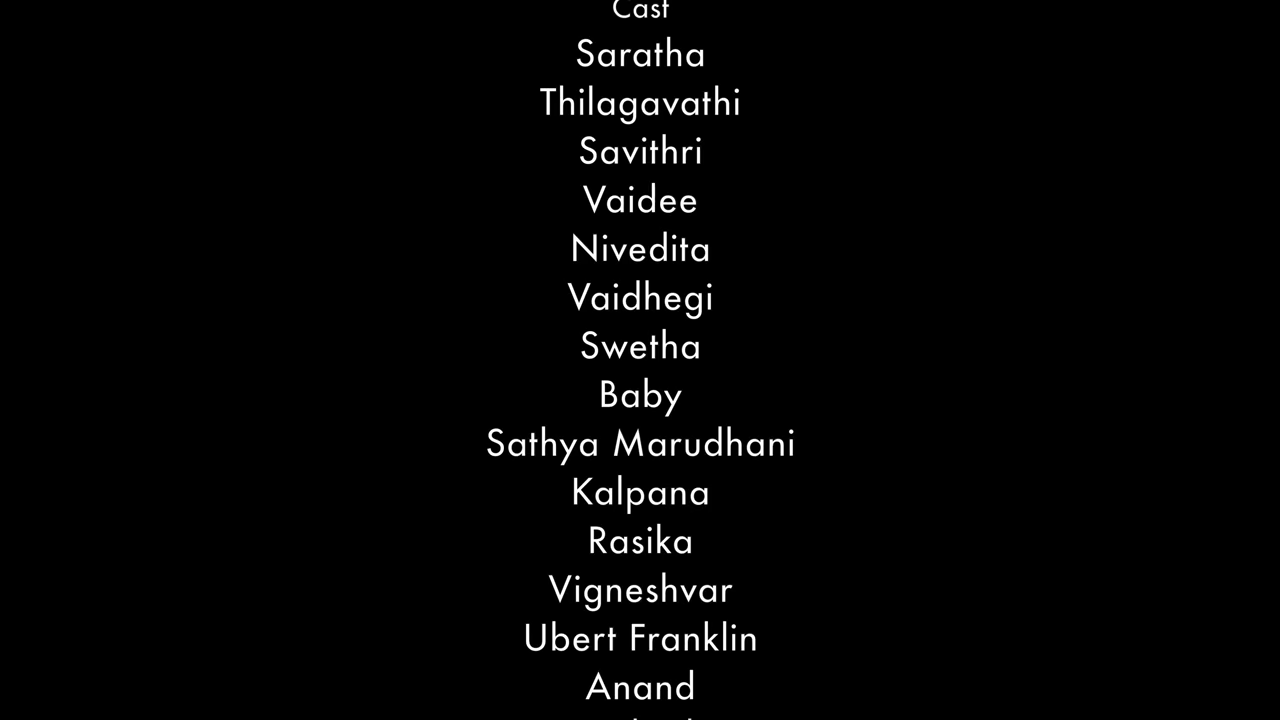 Cast
Saratha
Thilagavathi
Savithri
Vaidee
Nivedita
Vaidhegi
Swetha
Baby
Sathya Marudhani
Kalpana
Rasika
Vigneshvar
Ubert Franklin
Anand